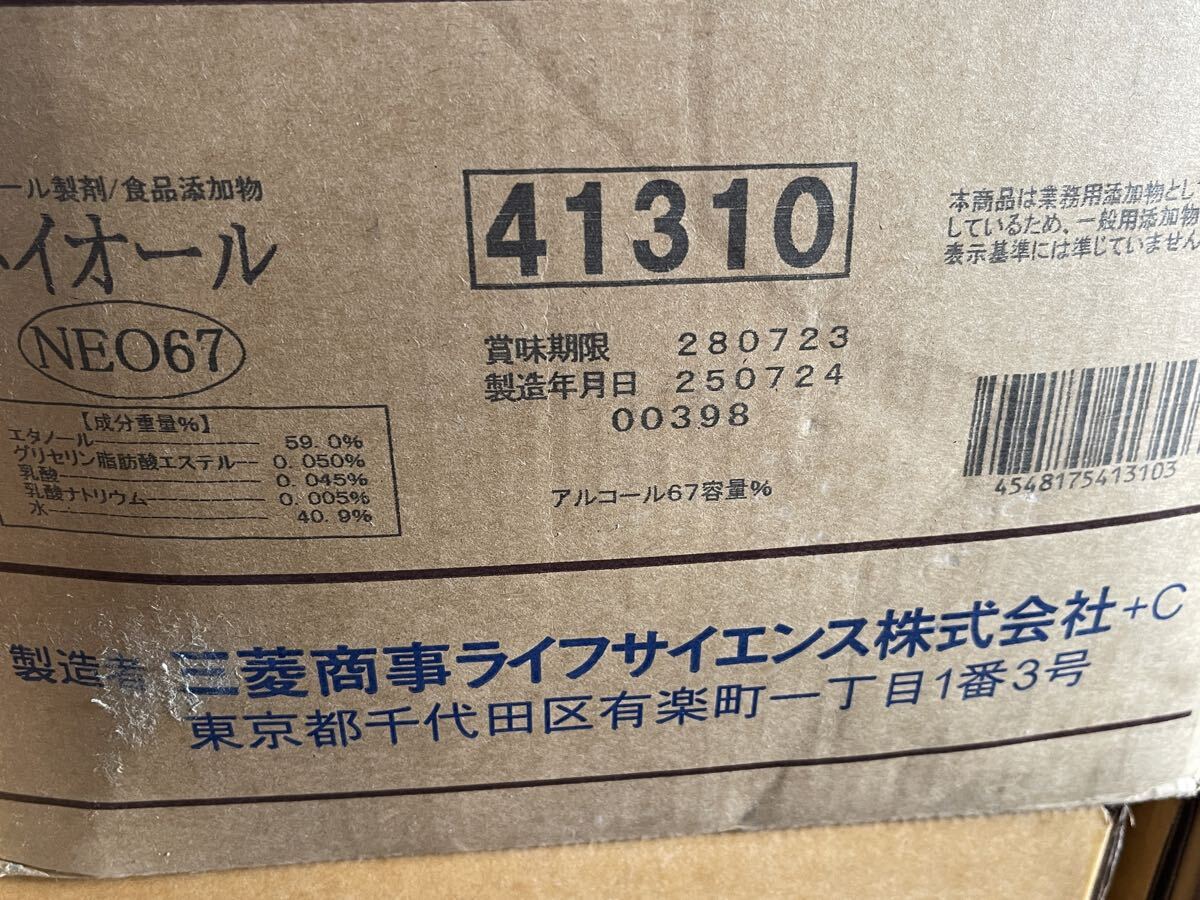 ール製剤/食品添加物
イオール
NEO67
【成分重量%】
エタノール 59.0%
グリセリン脂肪酸エステル 0.050%
乳酸 0.045%
乳酸ナトリウム 0.005%
水 40.9%
41310
賞味期限 280723
製造年月日 250724
00398
アルコール67容量%
本商品は業務用添加物とし
しているため、一般用添加物
表示基準には準じていません
4548175413103
製造者 三菱商事ライフサイエンス株式会社+C
東京都千代田区有楽町一丁目1番3号